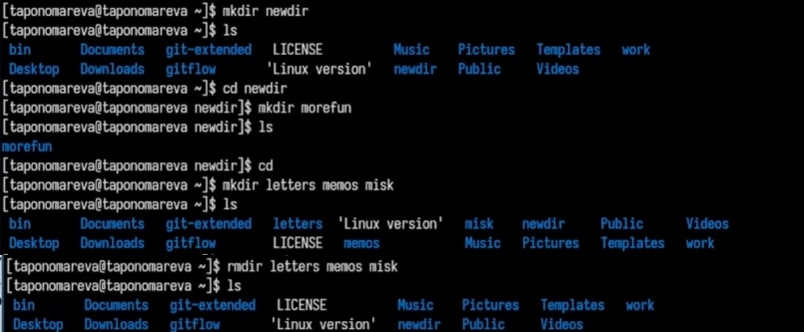 [taponomareva@taponomareva ~]$ mkdir newdir
[taponomareva@taponomareva ~]$ ls
bin Documents git-extended LICENSE Music Pictures Templates work
Desktop Downloads gitflow 'Linux version' newdir Public Videos
[taponomareva@taponomareva ~]$ cd newdir
[taponomareva@taponomareva newdir]$ mkdir morefun
[taponomareva@taponomareva newdir]$ ls
morefun
[taponomareva@taponomareva newdir]$ cd
[taponomareva@taponomareva ~]$ mkdir letters memos misk
[taponomareva@taponomareva ~]$ ls
bin Documents git-extended letters 'Linux version' misk newdir Public Videos
Desktop Downloads gitflow LICENSE memos Music Pictures Templates work
[taponomareva@taponomareva ~]$ rmdir letters memos misk
[taponomareva@taponomareva ~]$ ls
bin Documents git-extended LICENSE Music Pictures Templates work
Desktop Downloads gitflow 'Linux version' newdir Public Videos